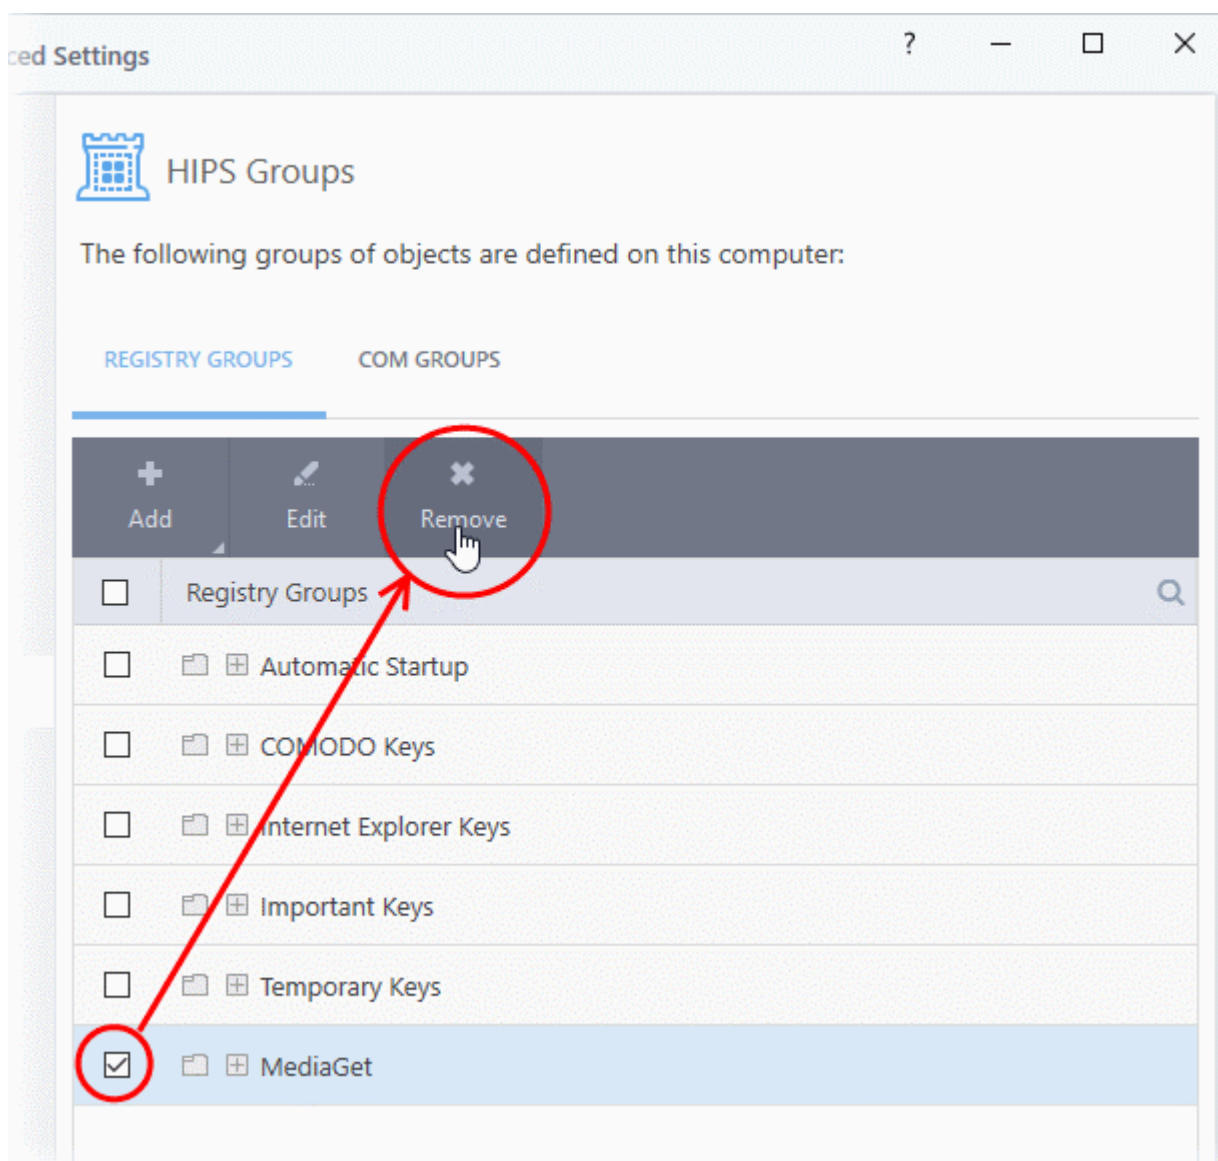 Settings
?
HIPS Groups
The following groups of objects are defined on this computer:
REGISTRY GROUPS COM GROUPS
Add Edit Remove
Registry Groups
Automatic Startup
COMODO Keys
Internet Explorer Keys
Important Keys
Temporary Keys
MediaGet